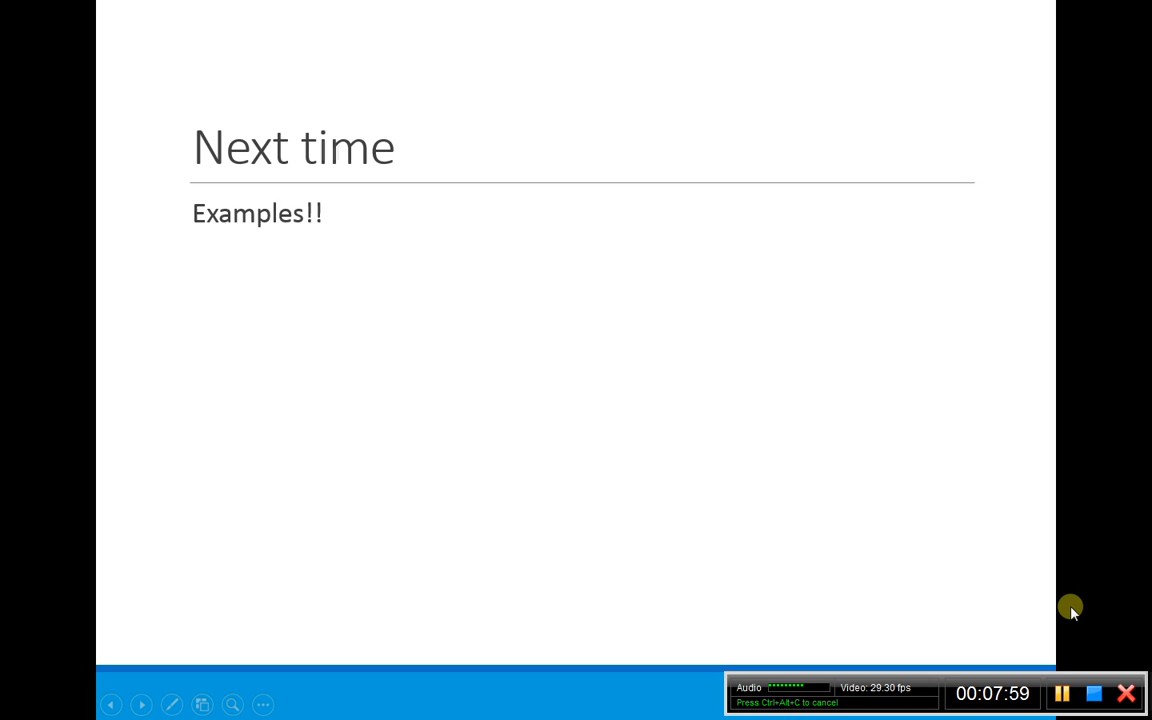 Next time
Examples!!
Audio
Video: 29.30 fps
Press Ctrl+Alt+C to cancel
00:07:59